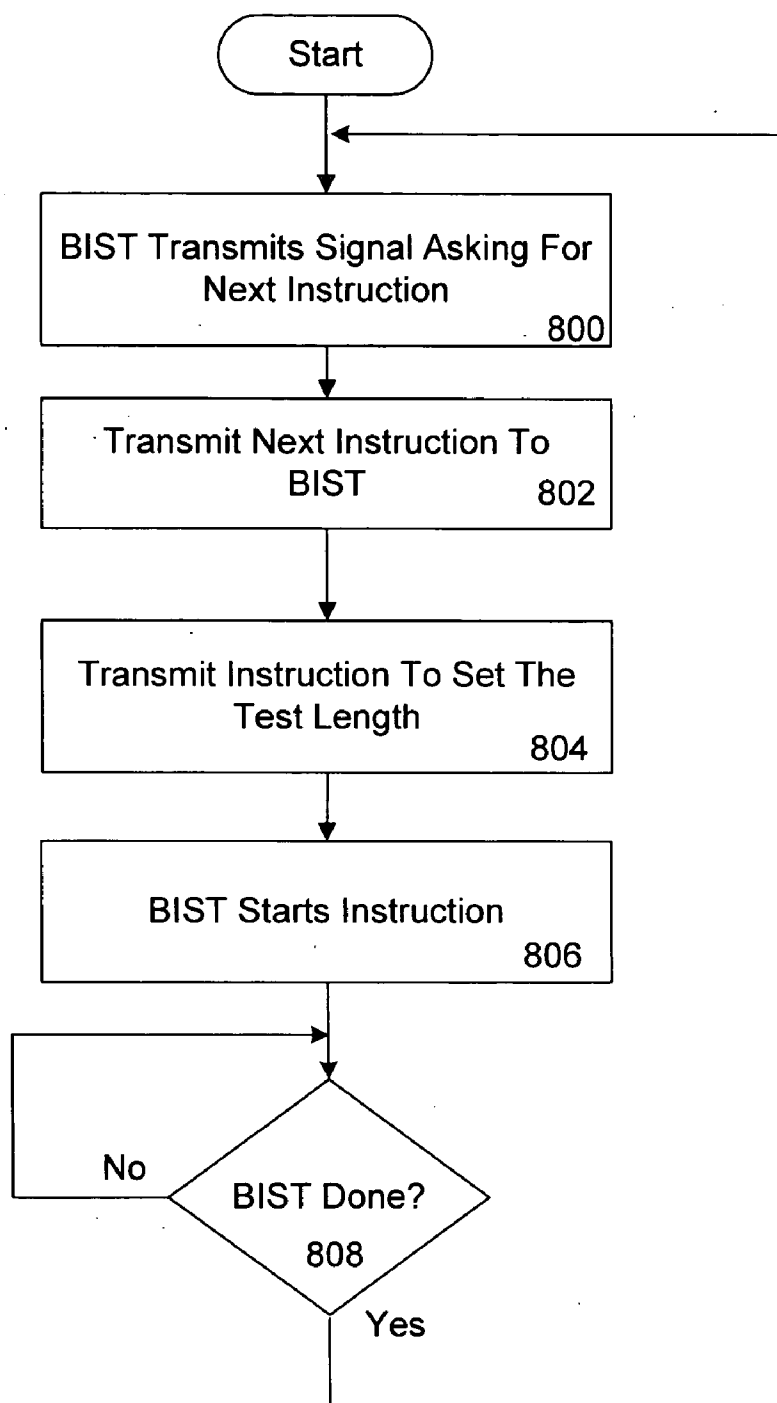 Start
BIST Transmits Signal Asking For
Next Instruction
800
Transmit Next Instruction To
BIST
802
Transmit Instruction To Set The
Test Length
804
BIST Starts Instruction
806
No
BIST Done?
808
Yes